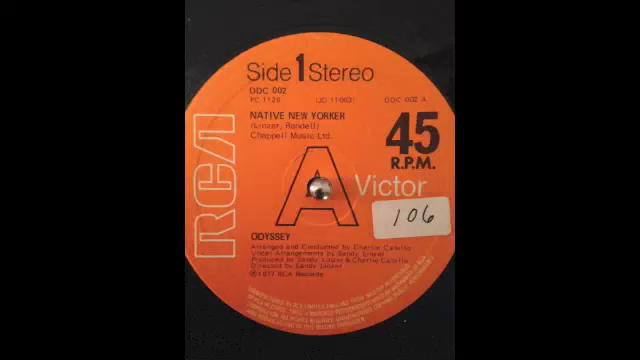 Side 1 Stereo
DDC 002
PC 1129
DDC 002 A
NATIVE NEW YORKER
(Linzer, Randell)
Chappell Music Ltd.
45
R.P.M.
RCA
A
Victor
106
ODYSSEY
Arranged and Conducted by Charlie Calello
Vocal Arrangements by Sandy Linzer
Produced by Sandy Linzer & Charlie Calello
Directed by Sandy Linzer
℗1977 RCA Records